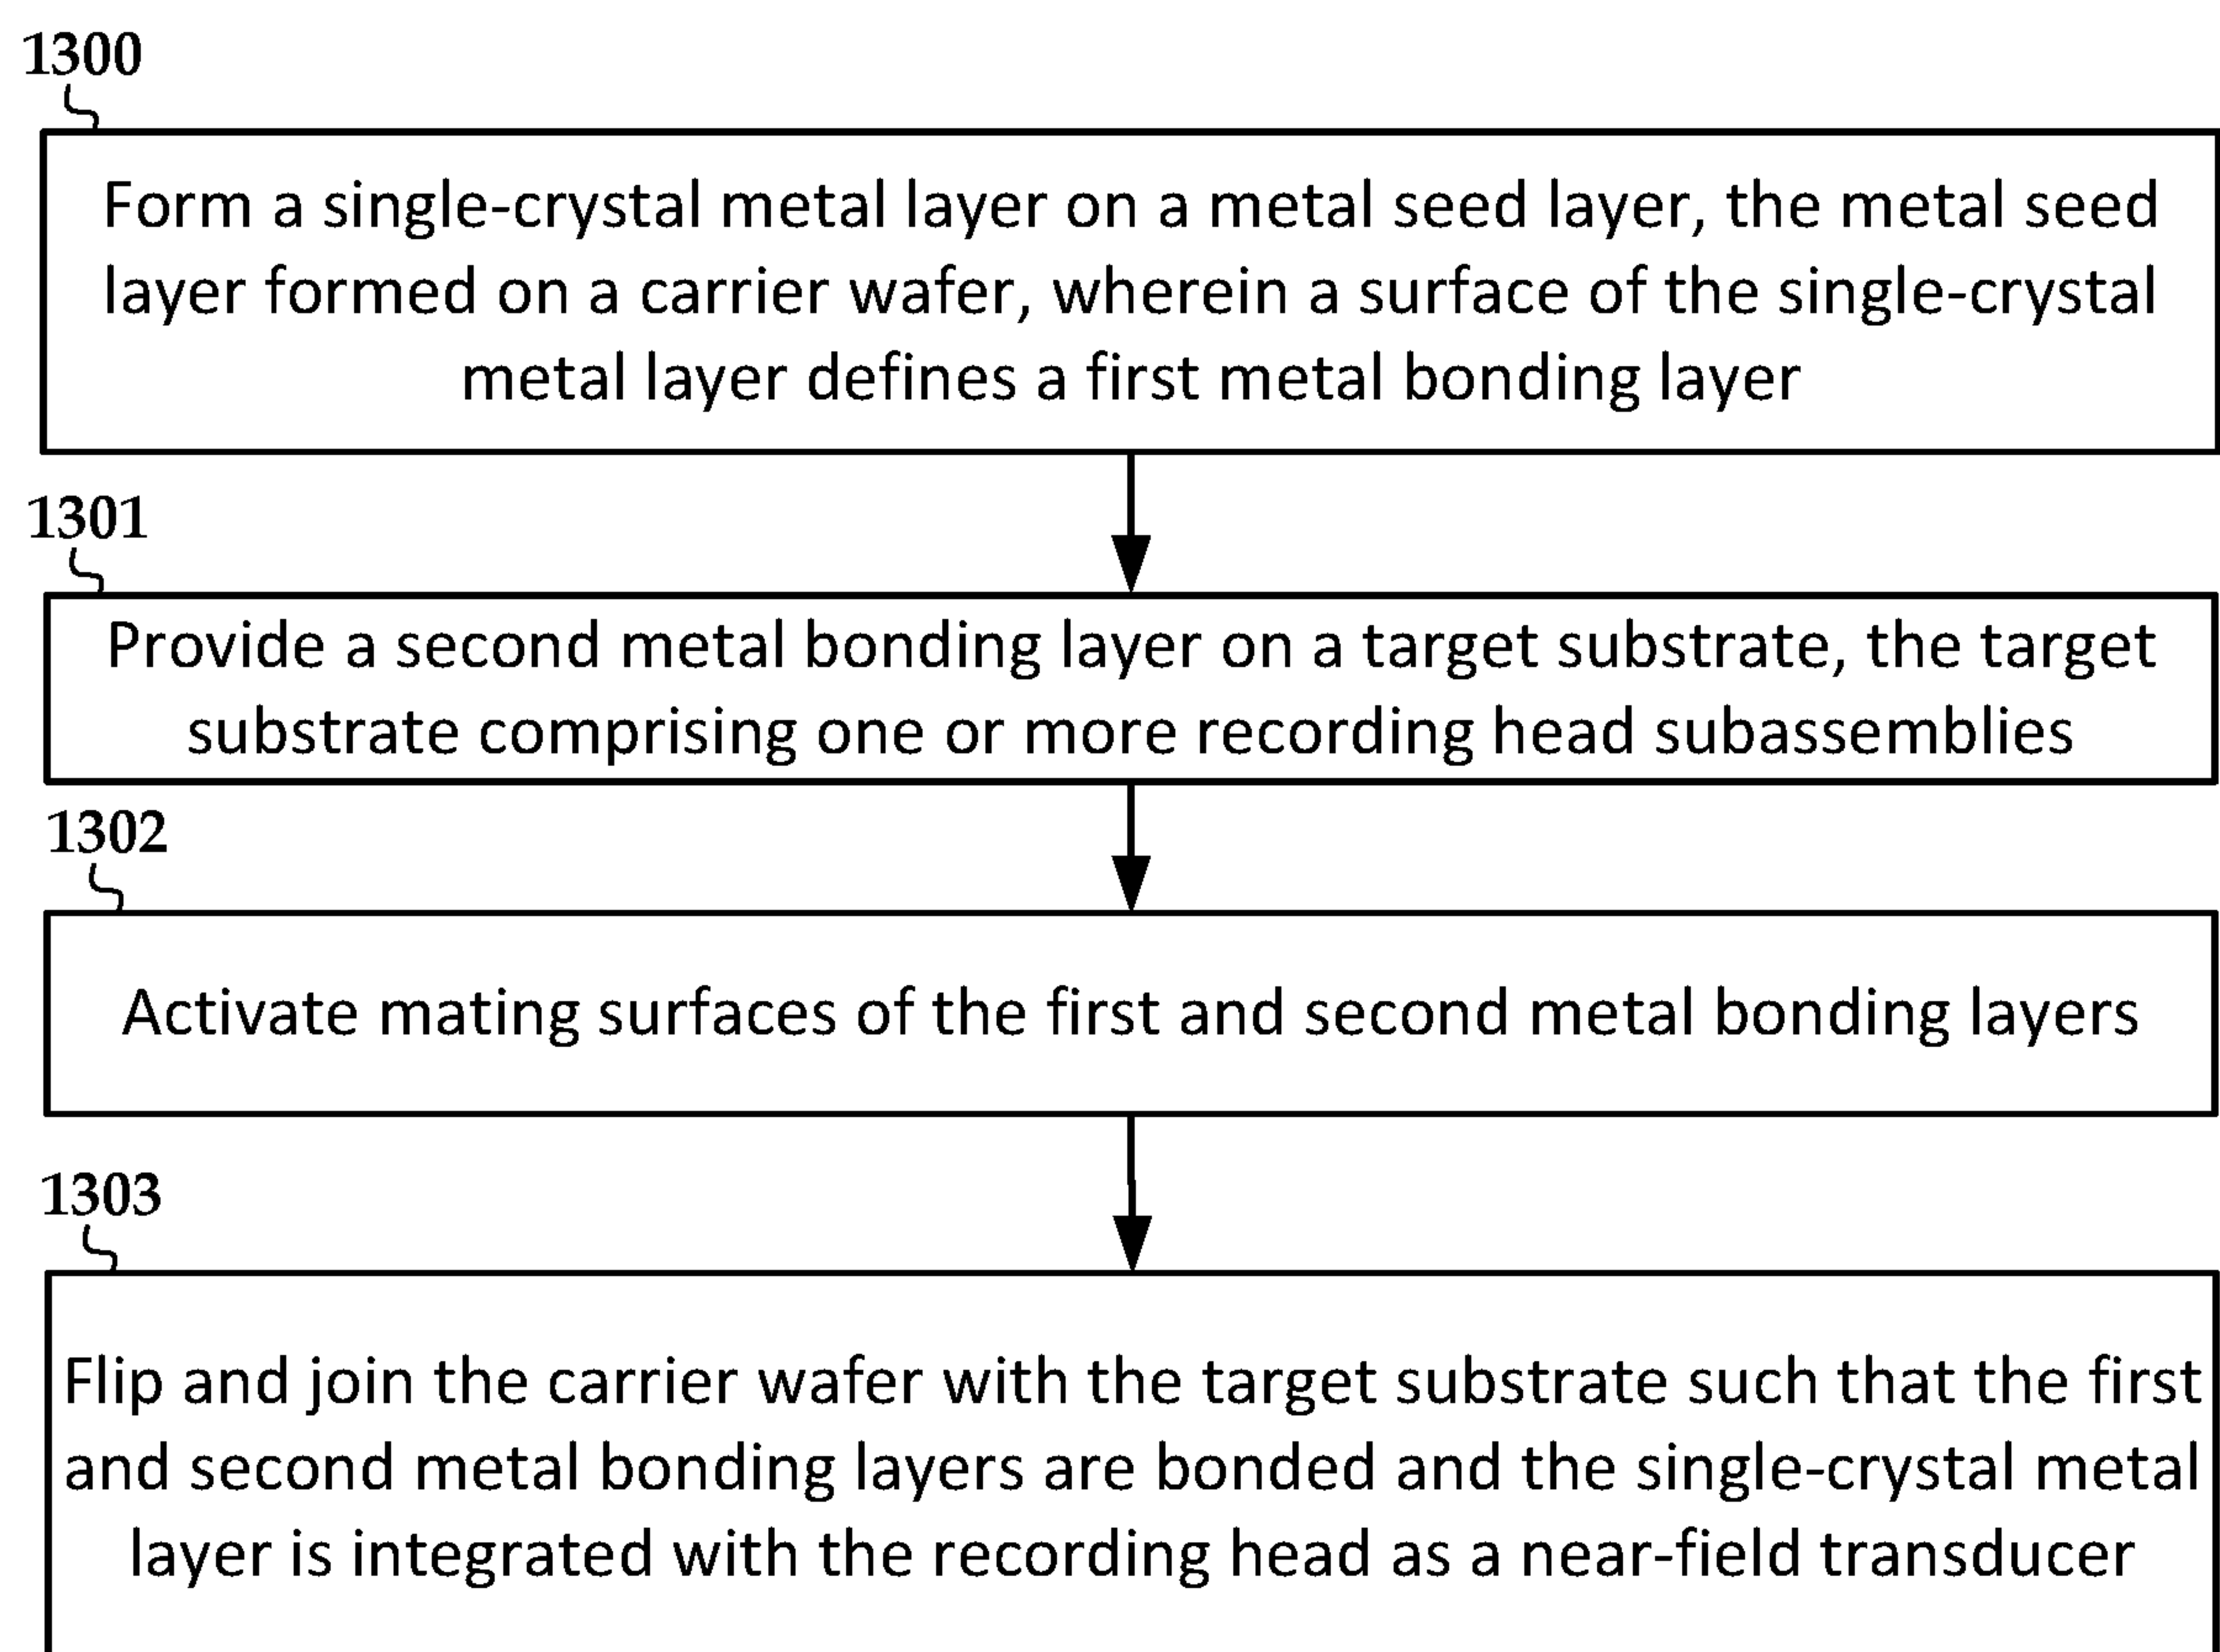 1300
Form a single-crystal metal layer on a metal seed layer, the metal seed
layer formed on a carrier wafer, wherein a surface of the single-crystal
metal layer defines a first metal bonding layer
1301
Provide a second metal bonding layer on a target substrate, the target
substrate comprising one or more recording head subassemblies
1302
Activate mating surfaces of the first and second metal bonding layers
1303
Flip and join the carrier wafer with the target substrate such that the first
and second metal bonding layers are bonded and the single-crystal metal
layer is integrated with the recording head as a near-field transducer